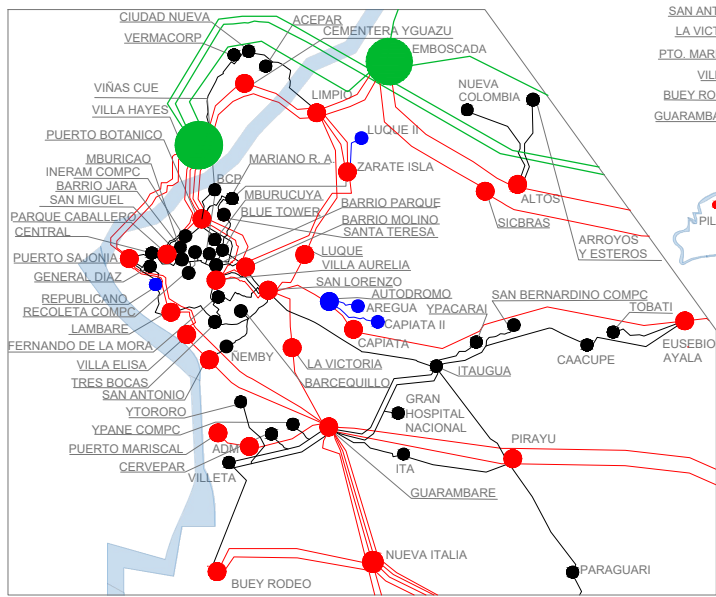 CIUDAD NUEVA
ACEPAR
VERMACORP
CEMENTERA YGUAZU
EMBOSCADA
SAN ANT
LA VICT
PTO. MAR
VILL
BUEY RO
GUARAMBA
VIÑAS CUE
VILLA HAYES
LIMPIO
NUEVA
COLOMBIA
PUERTO BOTANICO
LUQUE II
MBURICAO
MARIANO R. A.
ZARATE ISLA
INERAM COMPC
BCP
BARRIO JARA
MBURUCUYA
ALTOS
SAN MIGUEL
BARRIO PARQUE
SICBRAS
PARQUE CABALLERO
BLUE TOWER
BARRIO MOLINO
PIL
CENTRAL
SANTA TERESA
ARROYOS
Y ESTEROS
PUERTO SAJONIA
LUQUE
GENERAL DIAZ
VILLA AURELIA
REPUBLICANO
SAN LORENZO
RECOLETA COMPC
AUTODROMO
SAN BERNARDINO COMPC
LAMBARE
AREGUA
YPACARAI
TOBATI
FERNANDO DE LA MORA
CAPIATA II
CAPIATA
EUSEBIO
AYALA
VILLA ELISA
ÑEMBY
LA VICTORIA
ITAUGUA
CAACUPE
TRES BOCAS
BARCEQUILLO
SAN ANTONIO
YTORORO
GRAN
HOSPITAL
NACIONAL
YPANE COMPC
PUERTO MARISCAL
ADM
PIRAYU
CERVEPAR
ITA
VILLETA
GUARAMBARE
NUEVA ITALIA
BUEY RODEO
PARAGUARI